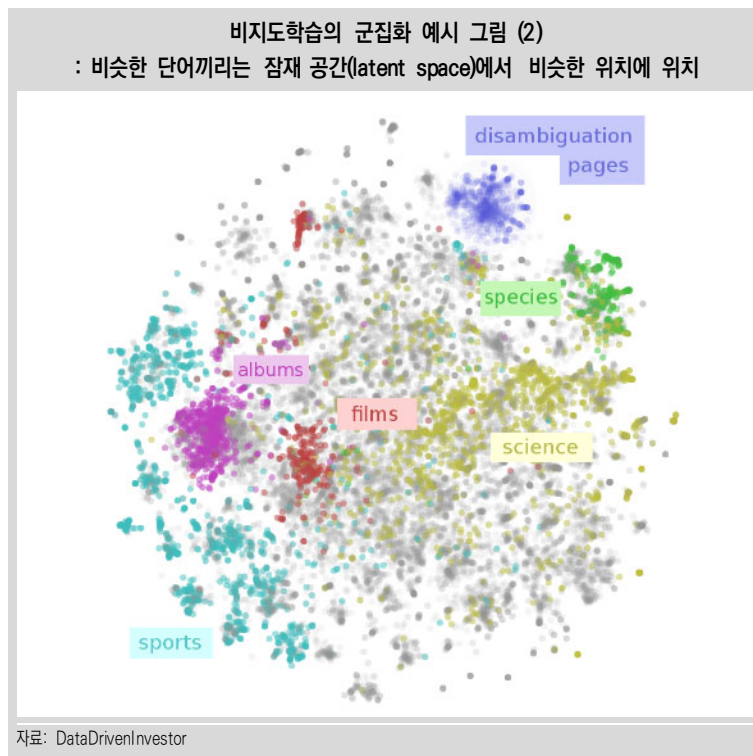 비지도학습의 군집화 예시 그림 (2)
: 비슷한 단어끼리는 잠재 공간(latent space)에서 비슷한 위치에 위치
disambiguation
pages
species
albums
films
science
sports
자료: DataDrivenInvestor